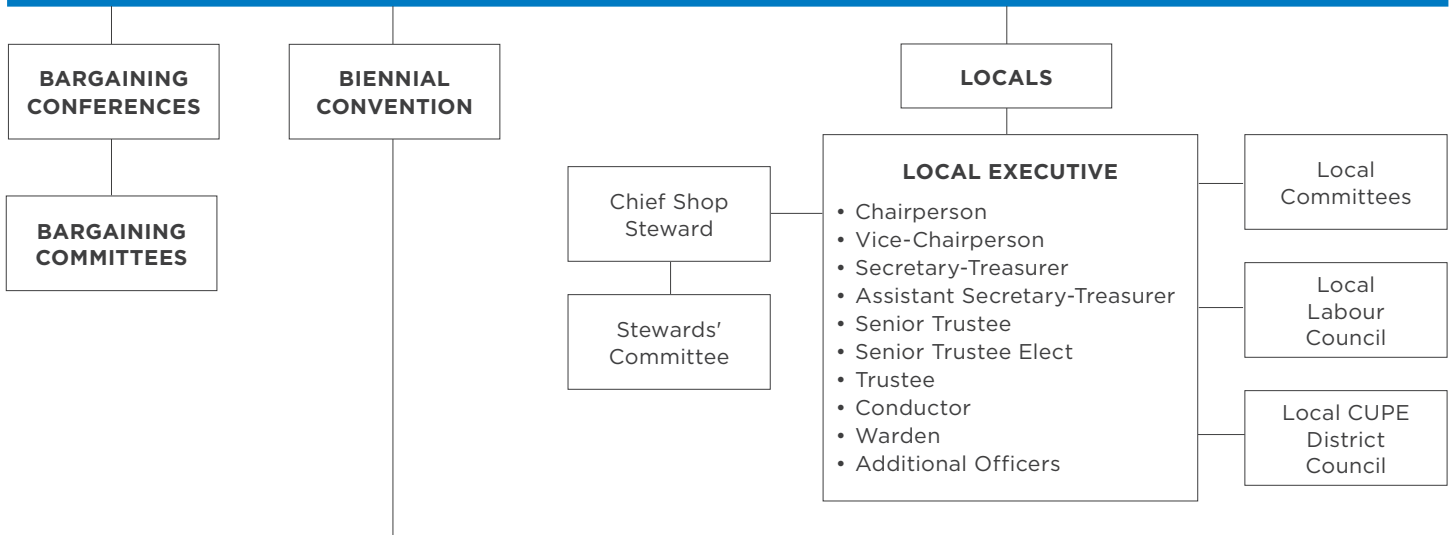 BARGAINING
CONFERENCES
BARGAINING
COMMITTEES
BIENNIAL
CONVENTION
LOCALS
Chief Shop
Steward
Stewards'
Committee
LOCAL EXECUTIVE
• Chairperson
• Vice-Chairperson
• Secretary-Treasurer
• Assistant Secretary-Treasurer
• Senior Trustee
• Senior Trustee Elect
• Trustee
• Conductor
• Warden
• Additional Officers
Local
Committees
Local
Labour
Council
Local CUPE
District
Council